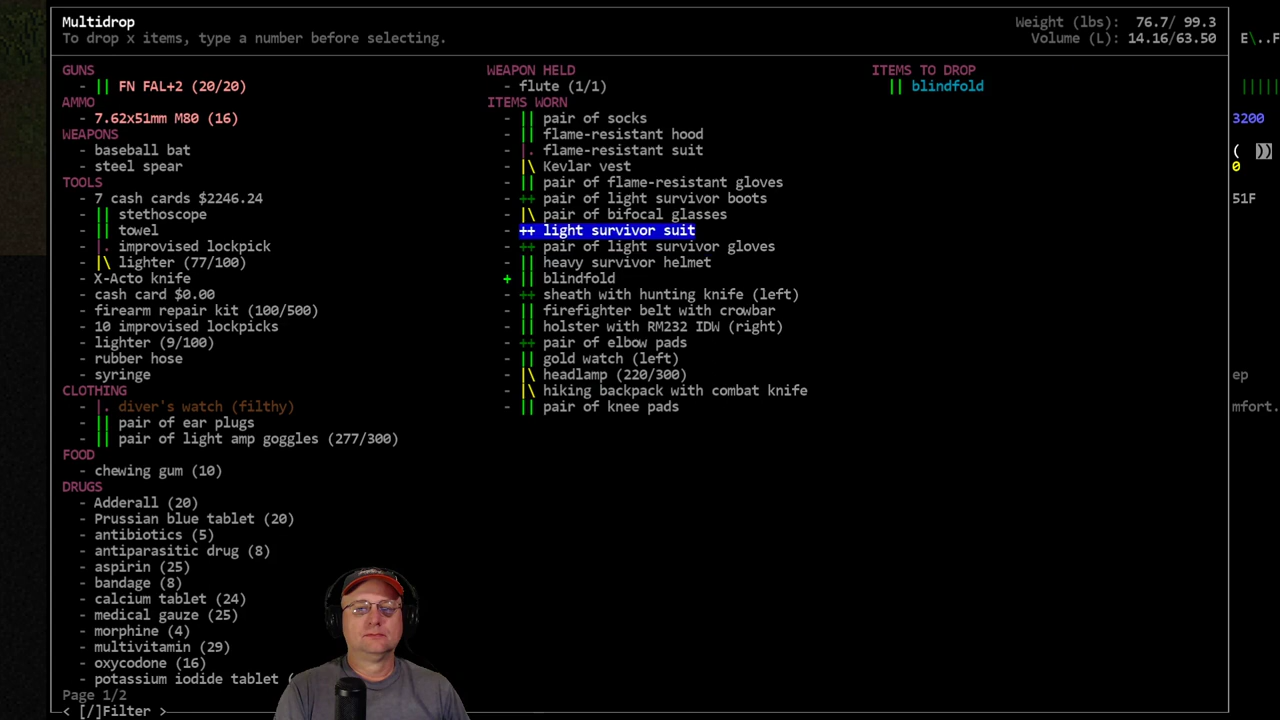 Multidrop
To drop x items, type a number before selecting.
Weight (lbs): 76.7/ 99.3
Volume (L): 14.16/63.50
GUNS
- || FN FAL+2 (20/20)
AMMO
- 7.62x51mm M80 (16)
WEAPONS
- baseball bat
- steel spear
TOOLS
- 7 cash cards $2246.24
- || stethoscope
- || towel
- |. improvised lockpick
- |\ lighter (77/100)
- X-Acto knife
- cash card $0.00
- firearm repair kit (100/500)
- 10 improvised lockpicks
- lighter (9/100)
- rubber hose
- syringe
CLOTHING
- |. diver's watch (filthy)
- || pair of ear plugs
- || pair of light amp goggles (277/300)
FOOD
- chewing gum (10)
DRUGS
- Adderall (20)
- Prussian blue tablet (20)
- antibiotics (5)
- antiparasitic drug (8)
- aspirin (25)
- bandage (8)
- calcium tablet (24)
- medical gauze (25)
- morphine (4)
- multivitamin (29)
- oxycodone (16)
- potassium iodide tablet (
Page 1/2
< [/]Filter >
WEAPON HELD
- flute (1/1)
ITEMS WORN
- || pair of socks
- || flame-resistant hood
- |. flame-resistant suit
- |\ Kevlar vest
- || pair of flame-resistant gloves
- ++ pair of light survivor boots
- |\ pair of bifocal glasses
- ++ light survivor suit
- ++ pair of light survivor gloves
- || heavy survivor helmet
+ || blindfold
- ++ sheath with hunting knife (left)
- || firefighter belt with crowbar
- || holster with RM232 IDW (right)
- ++ pair of elbow pads
- || gold watch (left)
- |\ headlamp (220/300)
- |\ hiking backpack with combat knife
- || pair of knee pads
ITEMS TO DROP
|| blindfold
E\..F
|||||
3200
( ))
0
51F
ep
mfort.